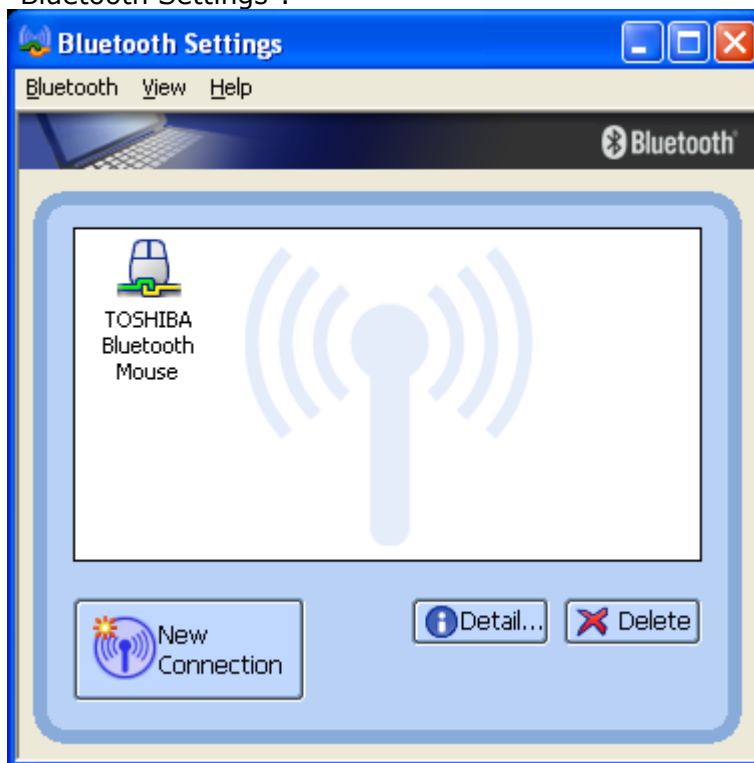 "Bluetooth Settings".
Bluetooth Settings
Bluetooth View Help
Bluetooth
TOSHIBA
Bluetooth
Mouse
New
Connection
Detail...
Delete